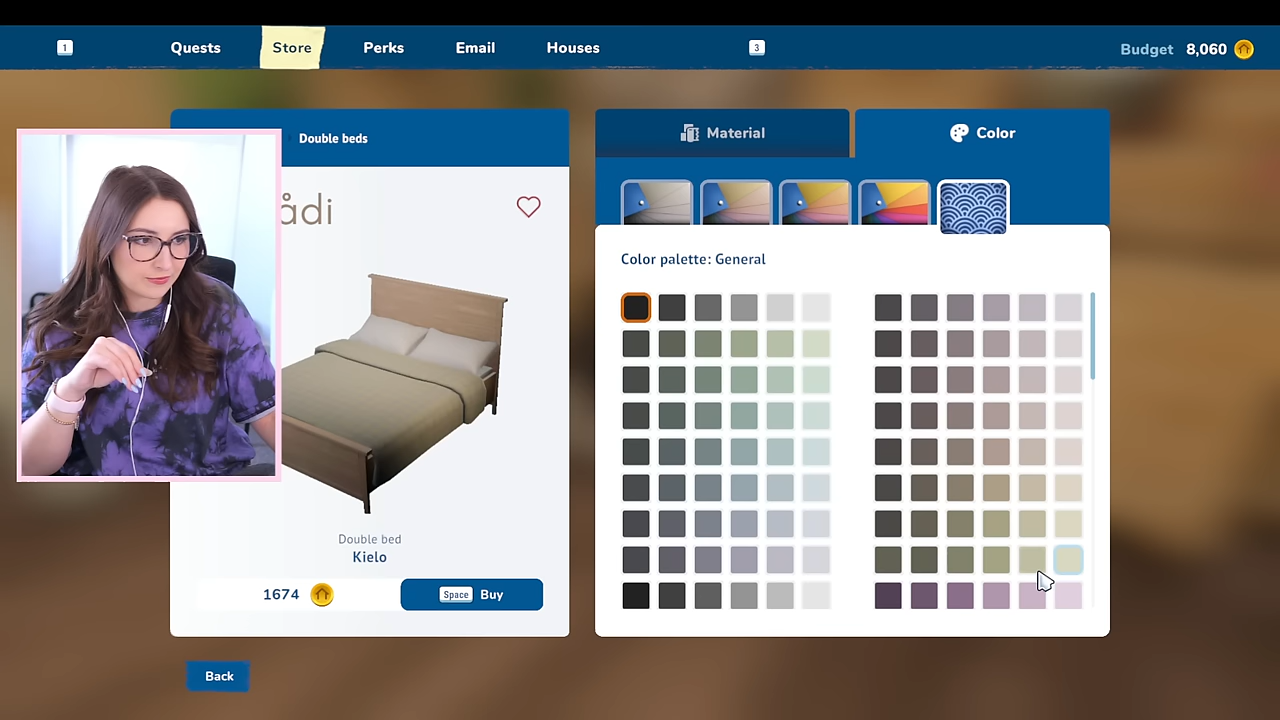 1 Quests Store Perks Email Houses 3 Budget 8,060
Double beds
Material
Color
ådi
Color palette: General
Double bed
Kielo
1674
Space Buy
Back